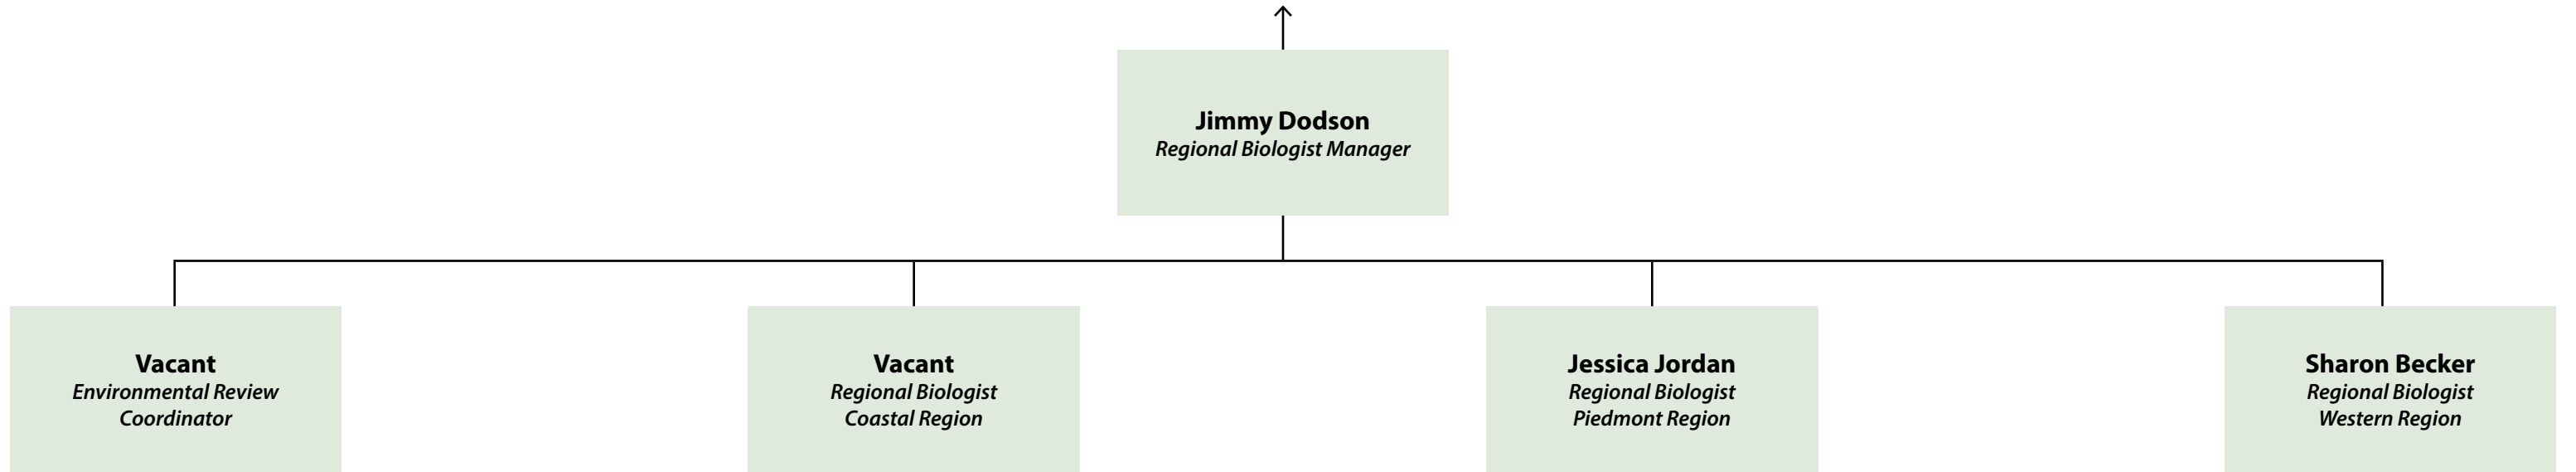 Jimmy Dodson
Regional Biologist Manager
Vacant
Environmental Review
Coordinator
Vacant
Regional Biologist
Coastal Region
Jessica Jordan
Regional Biologist
Piedmont Region
Sharon Becker
Regional Biologist
Western Region